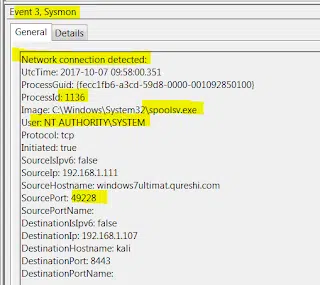 Event 3, Sysmon
General
Details
Network connection detected:
UtcTime: 2017-10-07 09:58:00.351
ProcessGuid: {fecc1fb6-a3cd-59d8-0000-001092850100}
ProcessId: 1136
Image: C:\Windows\System32\spoolsv.exe
User: NT AUTHORITY\SYSTEM
Protocol: tcp
Initiated: true
SourceIsIpv6: false
SourceIp: 192.168.1.111
SourceHostname: windows7ultimat.qureshi.com
SourcePort: 49228
SourcePortName:
DestinationIsIpv6: false
DestinationIp: 192.168.1.107
DestinationHostname: kali
DestinationPort: 8443
DestinationPortName: